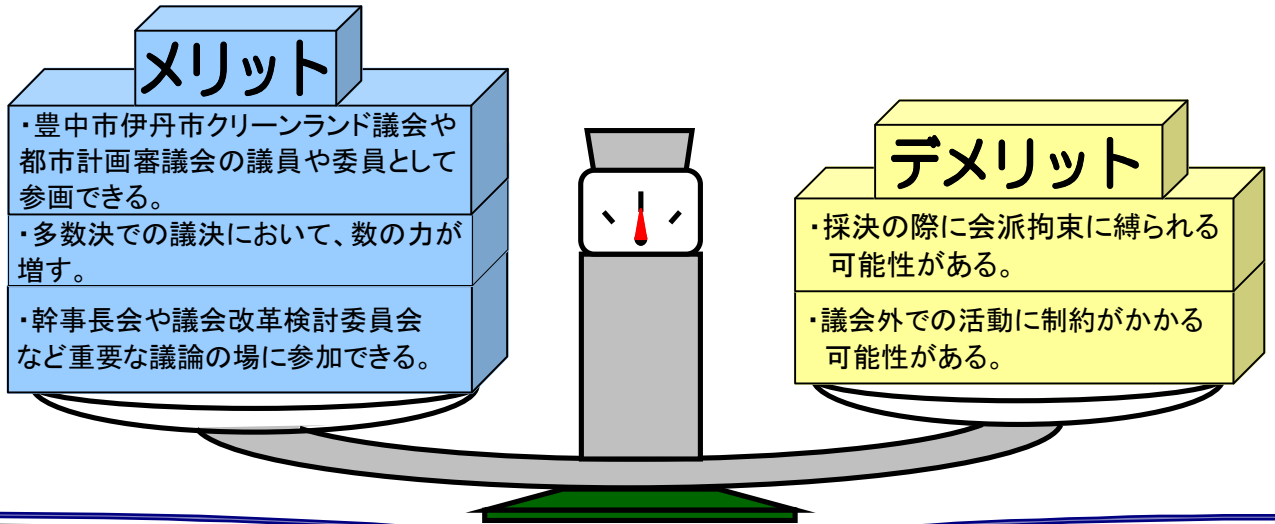 メリット
・豊中市伊丹市クリーンランド議会や
都市計画審議会の議員や委員として
参画できる。
・多数決での議決において、数の力が
増す。
・幹事長会や議会改革検討委員会
など重要な議論の場に参加できる。
デメリット
・採決の際に会派拘束に縛られる
可能性がある。
・議会外での活動に制約がかかる
可能性がある。